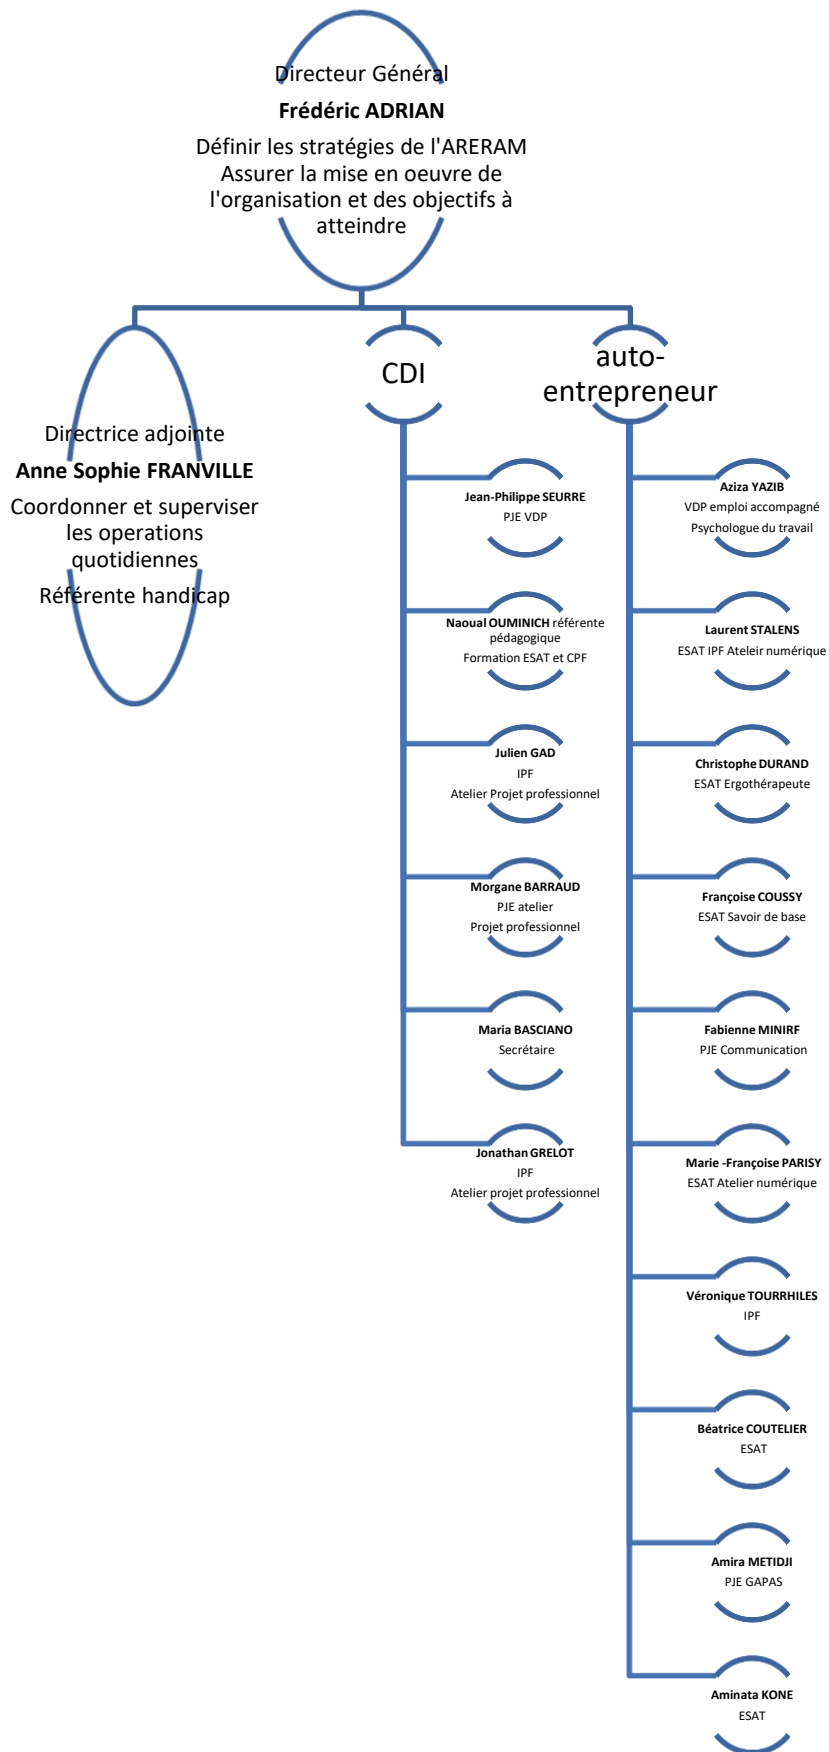 Directeur Général
Frédéric ADRIAN
Définir les stratégies de l'ARERAM
Assurer la mise en oeuvre de
l'organisation et des objectifs à
atteindre
Directrice adjointe
Anne Sophie FRANVILLE
Coordonner et superviser
les operations
quotidiennes
Référente handicap
CDI
Jean-Philippe SEURRE
PJE VDP
Naoual OUMINICH référente
pédagogique
Formation ESAT et CPF
Julien GAD
IPF
Atelier Projet professionnel
Morgane BARRAUD
PJE atelier
Projet professionnel
Maria BASCIANO
Secrétaire
Jonathan GRELOT
IPF
Atelier projet professionnel
auto-
entrepreneur
Aziza YAZIB
VDP emploi accompagné
Psychologue du travail
Laurent STALENS
ESAT IPF Ateleir numérique
Christophe DURAND
ESAT Ergothérapeute
Françoise COUSSY
ESAT Savoir de base
Fabienne MINIRF
PJE Communication
Marie -Françoise PARISY
ESAT Atelier numérique
Véronique TOURRHILES
IPF
Béatrice COUTELIER
ESAT
Amira METIDJI
PJE GAPAS
Aminata KONE
ESAT